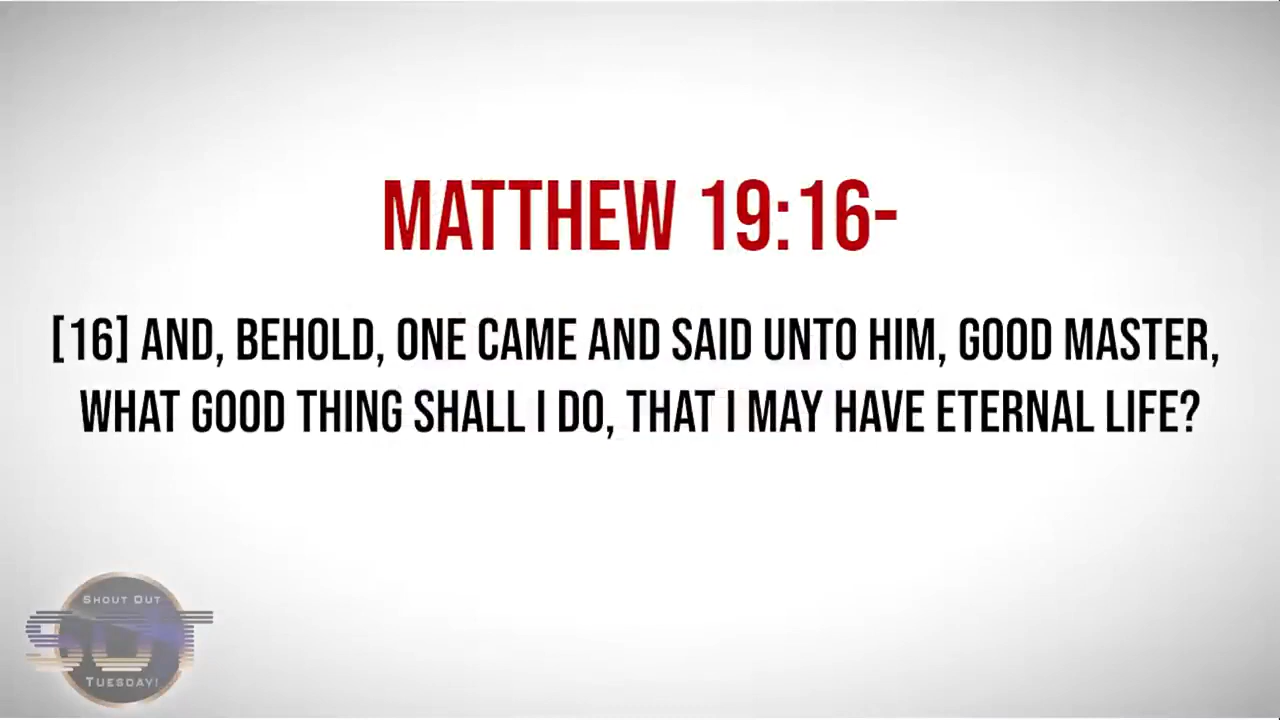 MATTHEW 19:16-
[16] AND, BEHOLD, ONE CAME AND SAID UNTO HIM, GOOD MASTER,
WHAT GOOD THING SHALL I DO, THAT I MAY HAVE ETERNAL LIFE?
SHOUT OUT
SOT
TUESDAY!